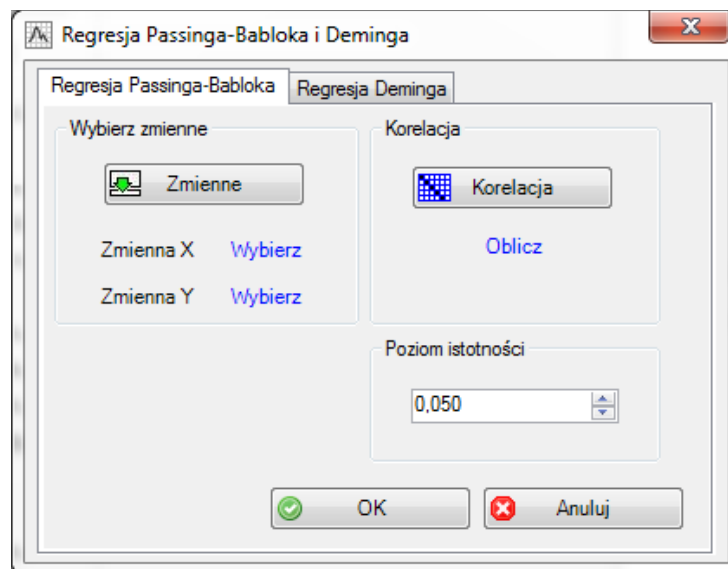 Regresja Passinga-Babloka i Deminga
Regresja Passinga-Babloka
Regresja Deminga
Wybierz zmienne
Zmienne
Zmienna X Wybierz
Zmienna Y Wybierz
Korelacja
Korelacja
Oblicz
Poziom istotności
0,050
OK
Anuluj